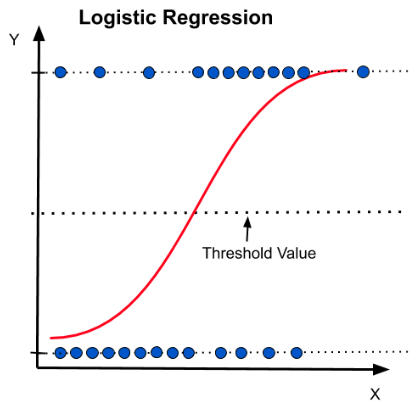 Logistic Regression
Y
Threshold Value
X